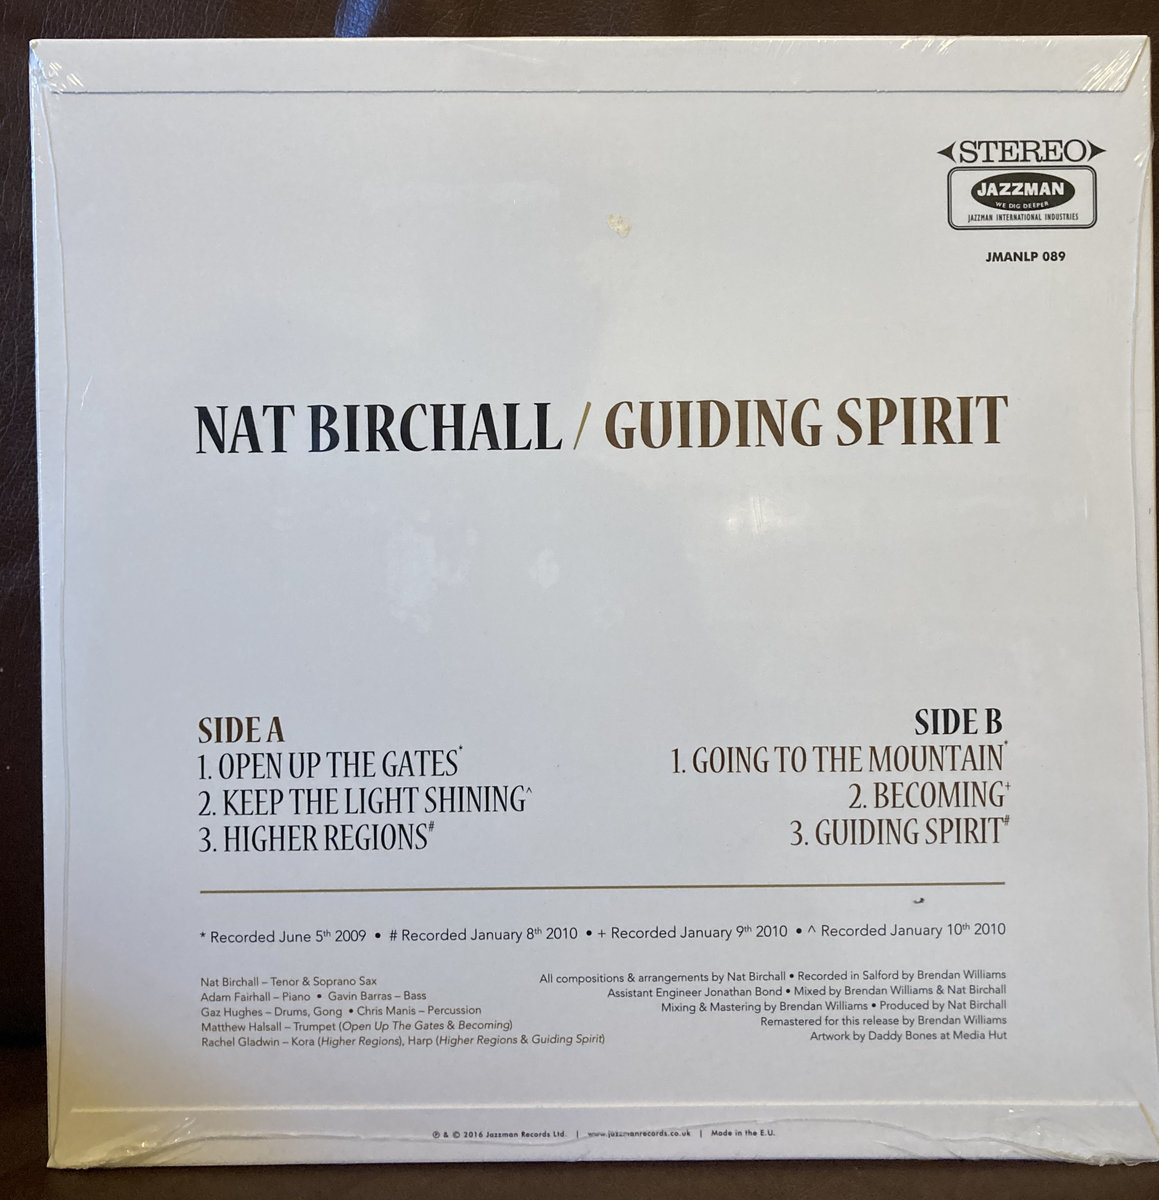 STEREO
JAZZMAN
WE DIG DEEPER
JAZZMAN INTERNATIONAL INDUSTRIES
JMANLP 089
NAT BIRCHALL / GUIDING SPIRIT
SIDE A
1. OPEN UP THE GATES*
2. KEEP THE LIGHT SHINING^
3. HIGHER REGIONS#
SIDE B
1. GOING TO THE MOUNTAIN*
2. BECOMING+
3. GUIDING SPIRIT#
* Recorded June 5th 2009 • # Recorded January 8th 2010 • + Recorded January 9th 2010 • ^ Recorded January 10th 2010
Nat Birchall – Tenor & Soprano Sax
Adam Fairhall – Piano • Gavin Barras – Bass
Gaz Hughes – Drums, Gong • Chris Manis – Percussion
Matthew Halsall – Trumpet (Open Up The Gates & Becoming)
Rachel Gladwin – Kora (Higher Regions), Harp (Higher Regions & Guiding Spirit)
All compositions & arrangements by Nat Birchall • Recorded in Salford by Brendan Williams
Assistant Engineer Jonathan Bond • Mixed by Brendan Williams & Nat Birchall
Mixing & Mastering by Brendan Williams • Produced by Nat Birchall
Remastered for this release by Brendan Williams
Artwork by Daddy Bones at Media Hut
℗ & © 2016 Jazzman Records Ltd. | www.jazzmanrecords.co.uk | Made in the E.U.